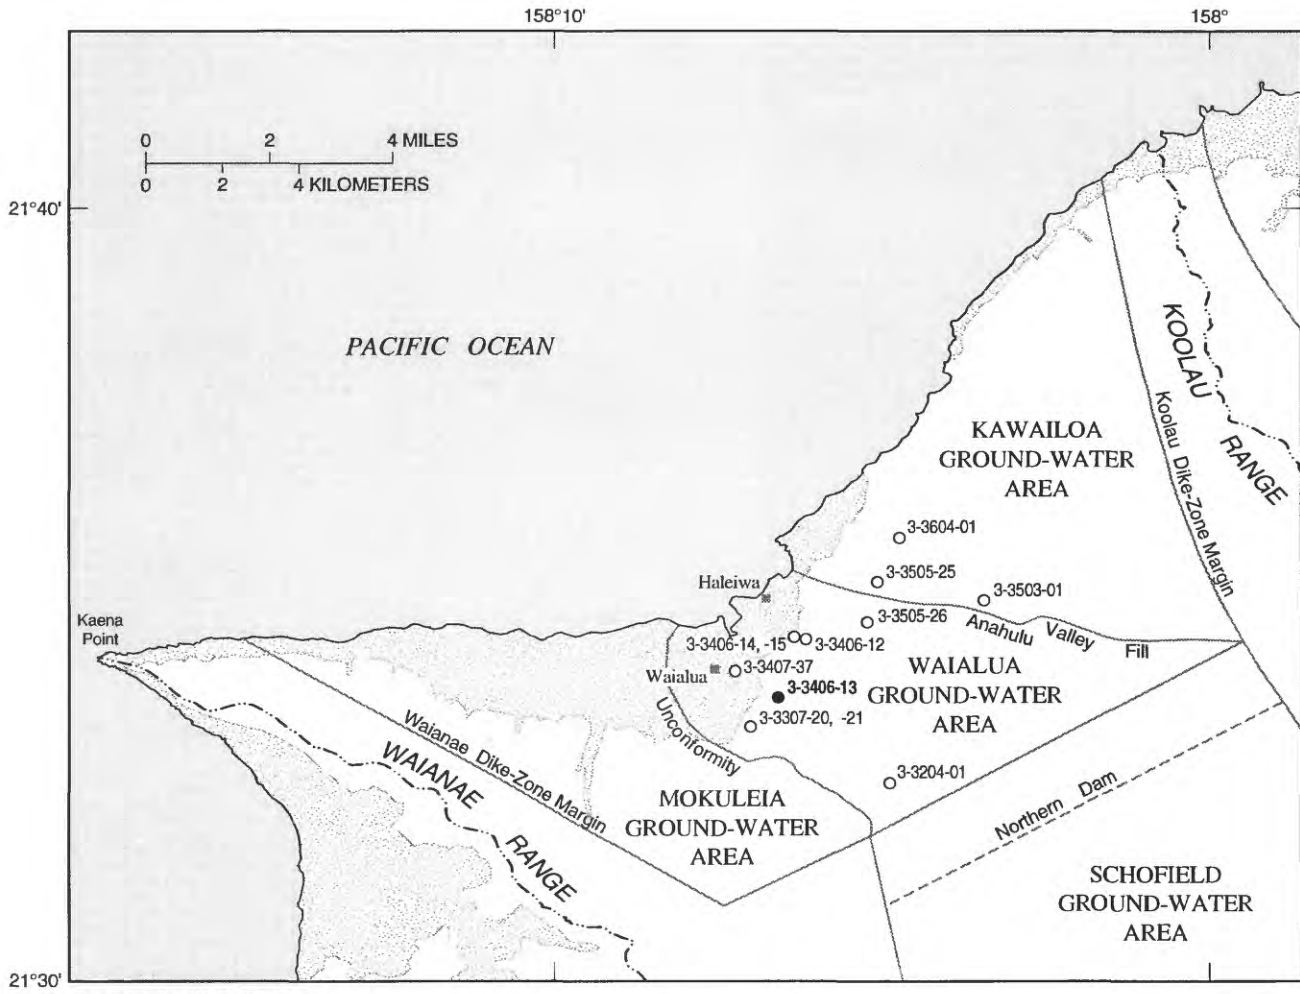 158°10'
158°
0 2 4 MILES
0 2 4 KILOMETERS
21°40'
PACIFIC OCEAN
KOOLAU
RANGE
Koolau Dike-Zone Margin
KAWAILOA
GROUND-WATER
AREA
3-3604-01
3-3505-25
3-3503-01
Haleiwa
3-3505-26
Anahulu Valley Fill
Kaena
Point
3-3406-14, -15
3-3406-12
WAIALUA
GROUND-WATER
AREA
Waialua
3-3407-37
3-3406-13
3-3307-20, -21
Unconformity
Waianae Dike-Zone Margin
WAIANAE
RANGE
3-3204-01
MOKULEIA
GROUND-WATER
AREA
Northern Dam
SCHOFIELD
GROUND-WATER
AREA
21°30'